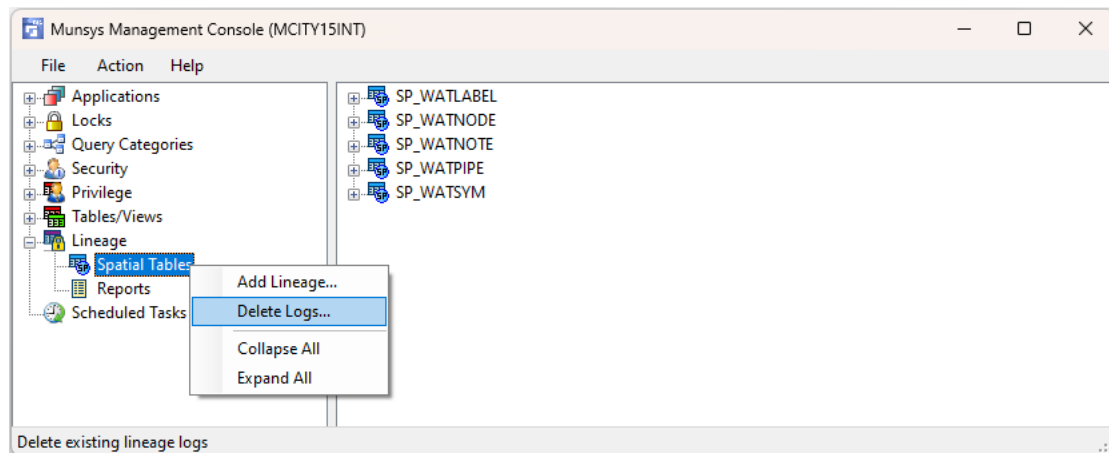 Munsys Management Console (MCITY15INT)
File Action Help
Applications
Locks
Query Categories
Security
Privilege
Tables/Views
Lineage
Spatial Tables
Reports
Scheduled Tasks
Add Lineage...
Delete Logs...
Collapse All
Expand All
SP_WATLABEL
SP_WATNODE
SP_WATNOTE
SP_WATPIPE
SP_WATSYM
Delete existing lineage logs